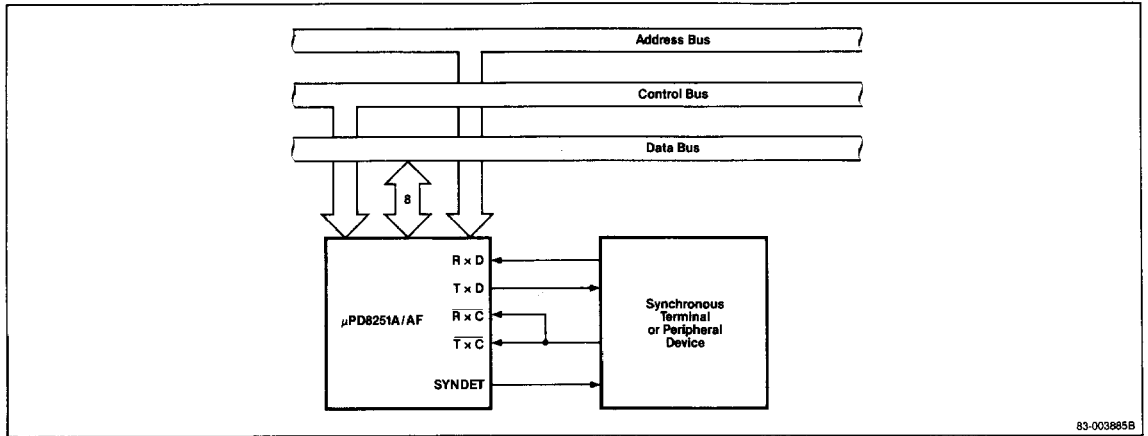 Address Bus
Control Bus
Data Bus
8
R × D
T × D
μPD8251A/AF
R × C
T × C
SYNDET
Synchronous
Terminal
or Peripheral
Device
83-003885B